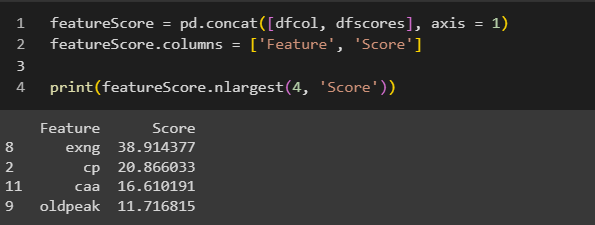 1 featureScore = pd.concat([dfcol, dfscores], axis = 1)
2 featureScore.columns = ['Feature', 'Score']
3
4 print(featureScore.nlargest(4, 'Score'))
Feature Score
8 exng 38.914377
2 cp 20.866033
11 caa 16.610191
9 oldpeak 11.716815